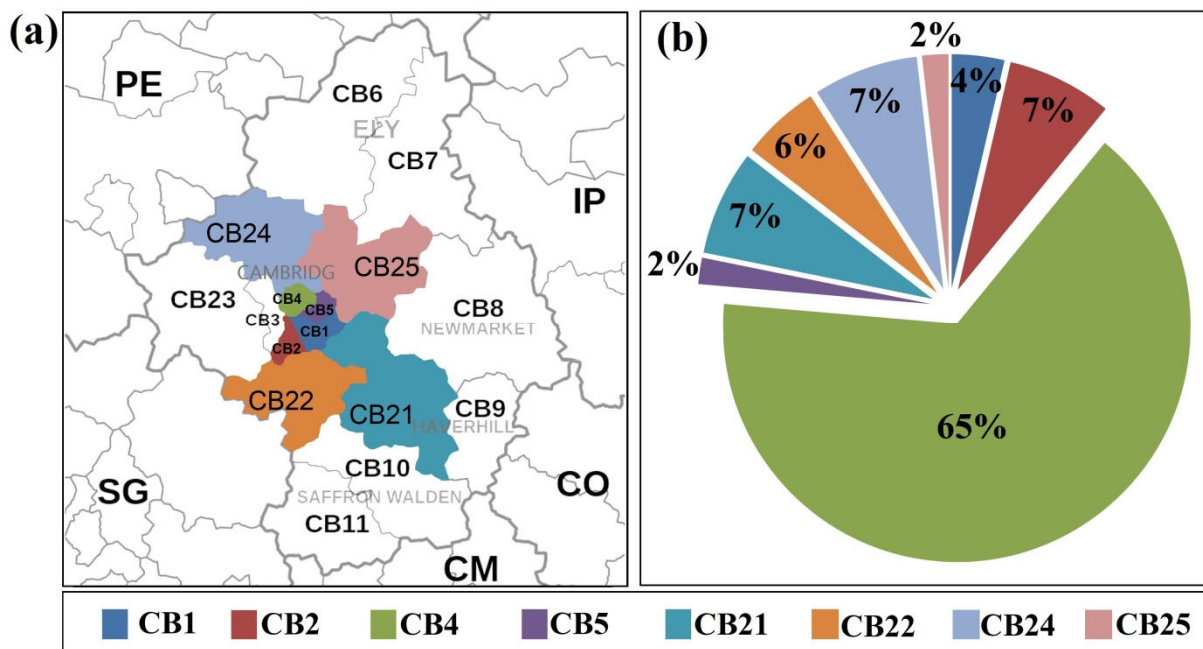 (a)
PE
CB6
ELY
CB7
IP
CB24
CAMBRIDG
CB25
CB23
CB4
CB5
CB3
CB1
CB8
NEWMARKET
CB2
CB22
CB21
CB9
HAVERHILL
CB10
SG
SAFFRON WALDEN
CO
CB11
CM
(b)
2%
4%
7%
7%
6%
7%
2%
65%
CB1 CB2 CB4 CB5 CB21 CB22 CB24 CB25